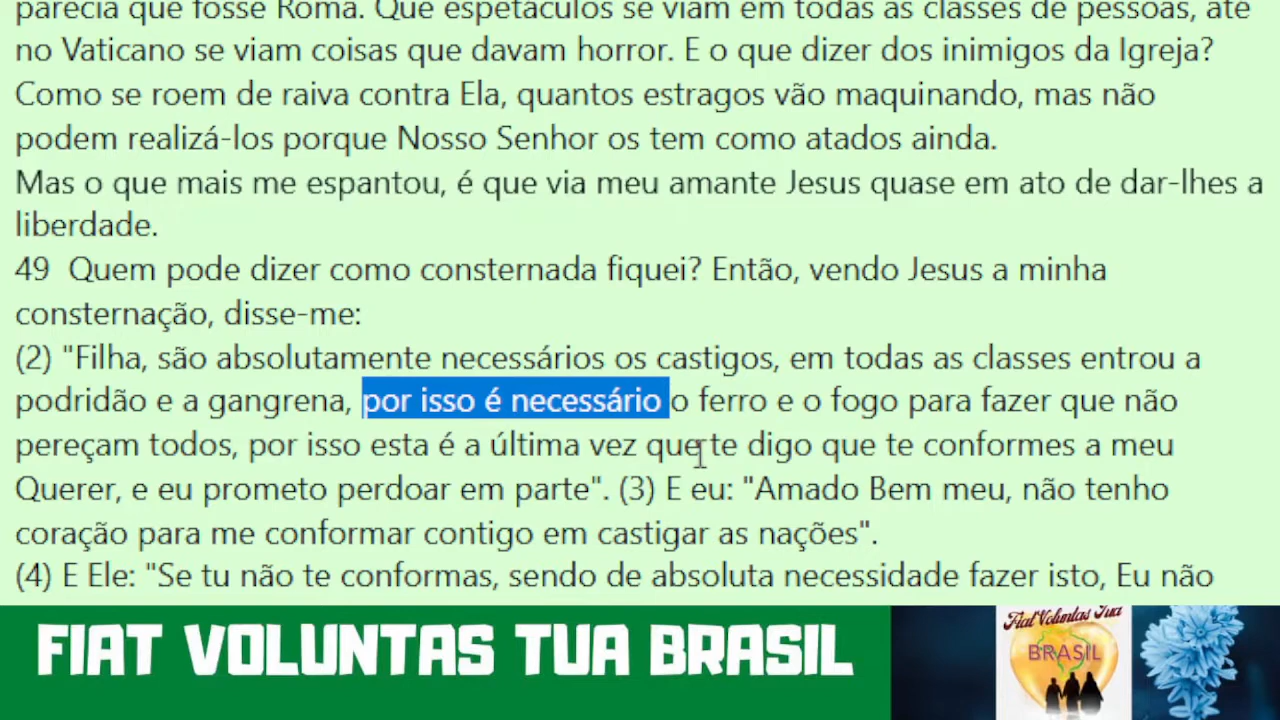 parecia que fosse Roma. Que espetáculos se viam em todas as classes de pessoas, até
no Vaticano se viam coisas que davam horror. E o que dizer dos inimigos da Igreja?
Como se roem de raiva contra Ela, quantos estragos vão maquinando, mas não
podem realizá-los porque Nosso Senhor os tem como atados ainda.
Mas o que mais me espantou, é que via meu amante Jesus quase em ato de dar-lhes a
liberdade.
49 Quem pode dizer como consternada fiquei? Então, vendo Jesus a minha
consternação, disse-me:
(2) "Filha, são absolutamente necessários os castigos, em todas as classes entrou a
podridão e a gangrena, por isso é necessário o ferro e o fogo para fazer que não
pereçam todos, por isso esta é a última vez que te digo que te conformes a meu
Querer, e eu prometo perdoar em parte". (3) E eu: "Amado Bem meu, não tenho
coração para me conformar contigo em castigar as nações".
(4) E Ele: "Se tu não te conformas, sendo de absoluta necessidade fazer isto, Eu não
FIAT VOLUNTAS TUA BRASIL
Fiat Voluntas Tua
BRASIL